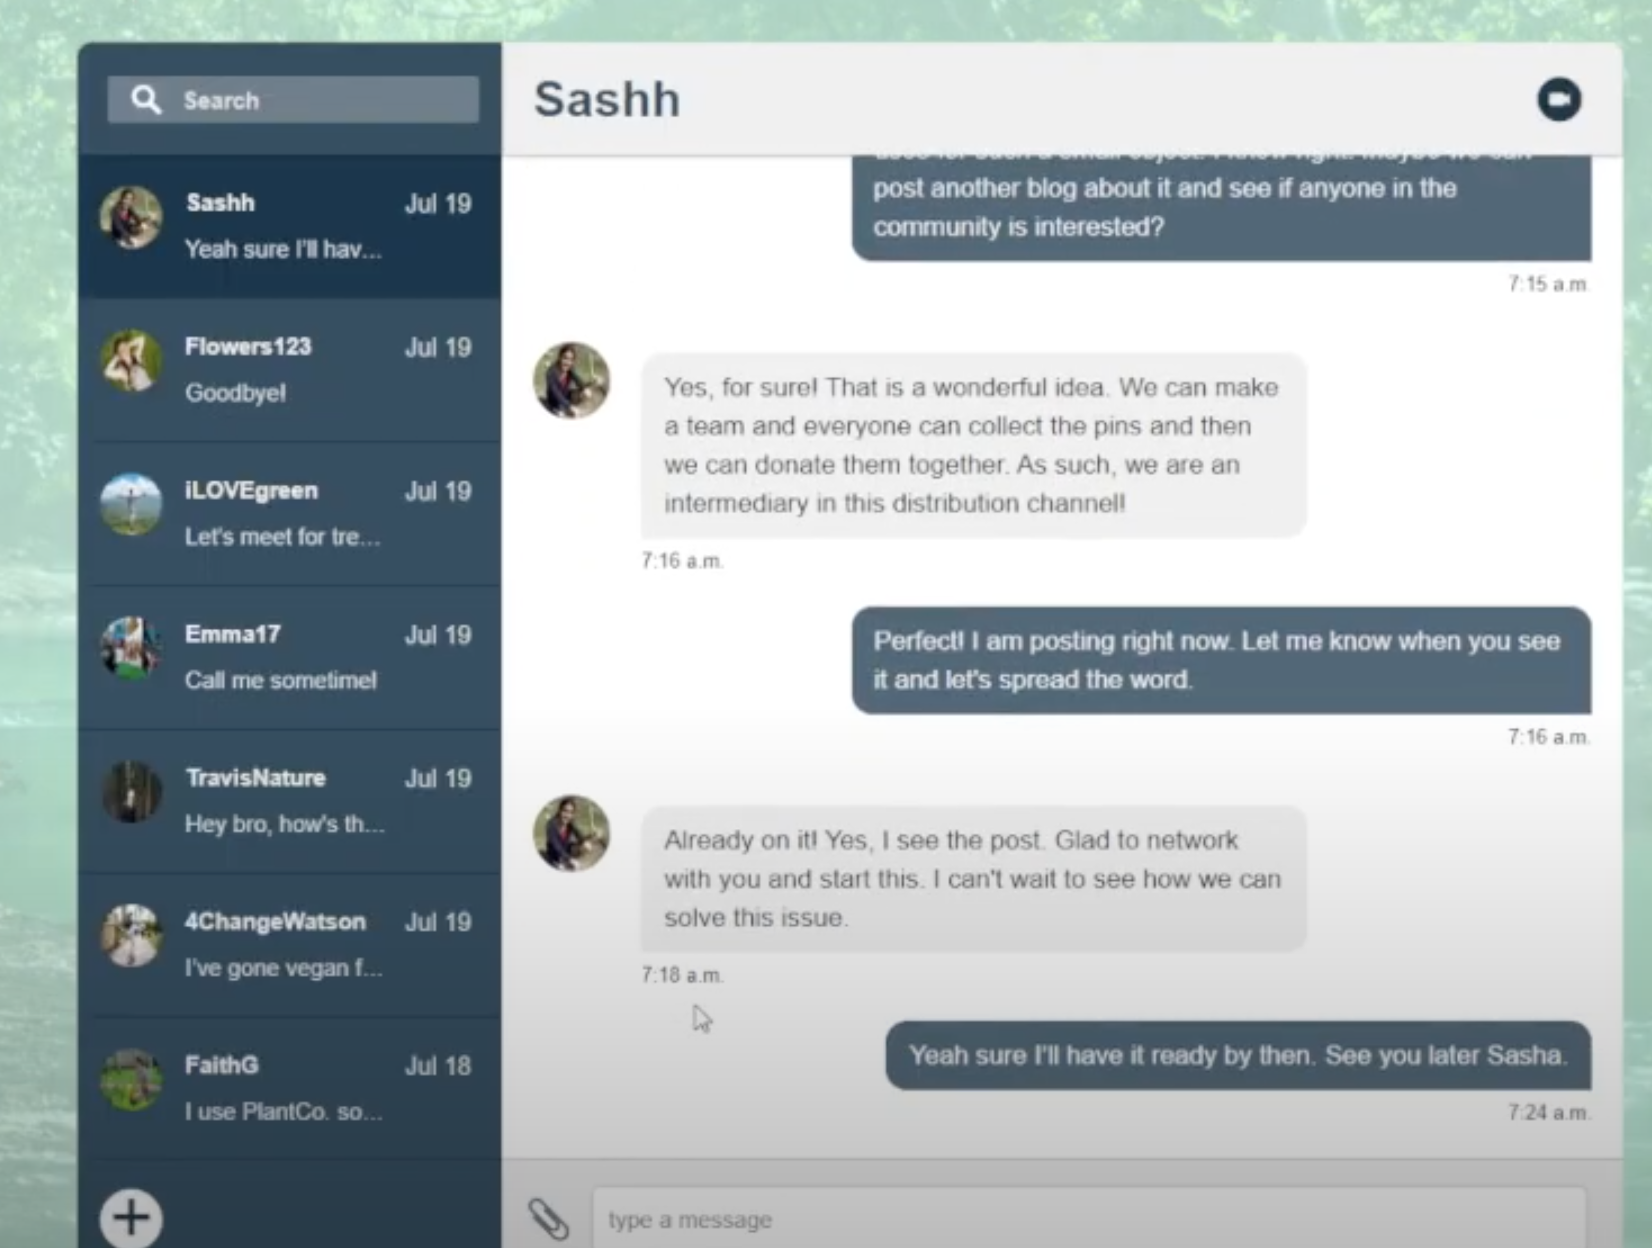 Search
Sashh
Jul 19
Yeah sure I'll hav...
Flowers123
Jul 19
Goodbye!
iLOVEgreen
Jul 19
Let's meet for tre...
Emma17
Jul 19
Call me sometime!
TravisNature
Jul 19
Hey bro, how's th...
4ChangeWatson
Jul 19
I've gone vegan f...
FaithG
Jul 18
I use PlantCo. so...
Sashh
post another blog about it and see if anyone in the
community is interested?
7:15 a.m.
Yes, for sure! That is a wonderful idea. We can make
a team and everyone can collect the pins and then
we can donate them together. As such, we are an
intermediary in this distribution channel!
7:16 a.m.
Perfect! I am posting right now. Let me know when you see
it and let's spread the word.
7:16 a.m.
Already on it! Yes, I see the post. Glad to network
with you and start this. I can't wait to see how we can
solve this issue.
7:18 a.m.
Yeah sure I'll have it ready by then. See you later Sasha.
7:24 a.m.
type a message